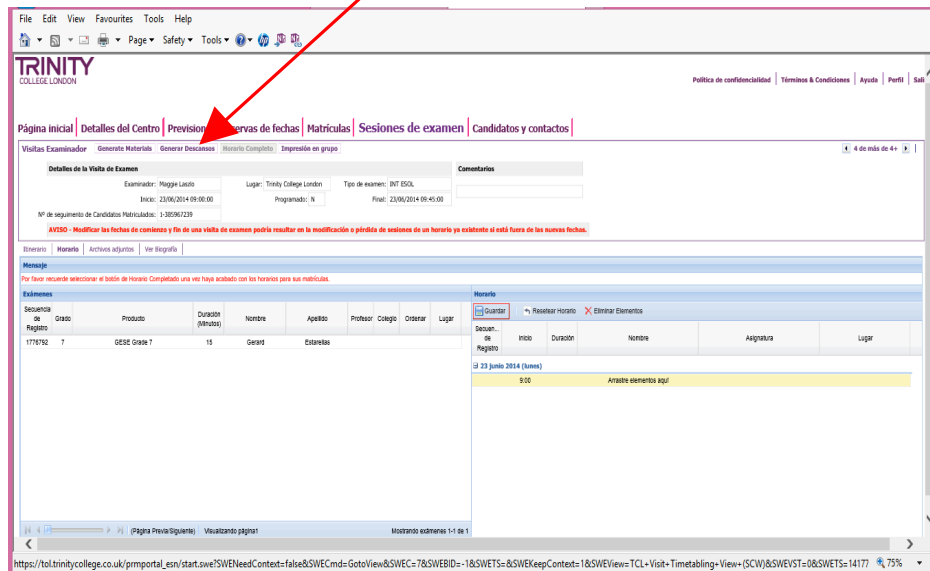 File Edit View Favourites Tools Help
Page Safety Tools
TRINITY
COLLEGE LONDON
Política de confidencialidad Términos & Condiciones Ayuda Perfil
Página inicial Detalles del Centro Prevision ervas de fechas Matrículas Sesiones de examen Candidatos y contactos
Visitas Examinador Generate Materials Generar Descansos Horario Completo Impresión en grupo 4 de más de 4+
Detalles de la Visita de Examen Comentarios
Examinador: Maggie Laszlo Lugar: Trinity College London Tipo de examen: INT ESOL
Inicio: 23/06/2014 09:00:00 Programado: N Final: 23/06/2014 09:45:00
Nº de seguimiento de Candidatos Matriculados: 1-385967239
AVISO - Modificar las fechas de comienzo y fin de una visita de examen podría resultar en la modificación o pérdida de sesiones de un horario ya existente si está fuera de las nuevas fechas.
Itinerario Horario Archivos adjuntos Ver Biografía
Mensaje
Por favor recuerde seleccionar el botón de Horario Completado una vez haya acabado con los horarios para sus matrículas.
Exámenes Horario
Guardar Resetear Horario Eliminar Elementos
Secuencia de Registro Grado Producto Duración (Minutos) Nombre Apellido Profesor Colegio Ordenar Lugar
Secuen... de Registro Inicio Duración Nombre Asignatura Lugar
1776792 7 GESE Grade 7 15 Gerard Estarellas
23 junio 2014 (lunes)
9:00 Arrastre elementos aquí
(Página Previa/Siguiente) Visualizando página1 Mostrando exámenes 1-1 de 1
https://tol.trinitycollege.co.uk/prmportal_esn/start.swe?SWENeedContext=false&SWECmd=GotoView&SWEC=7&SWEBID=-1&SWETS=&SWEKeepContext=1&SWEView=TCL+Visit+Timetabling+View+(SCW)&SWEVST=0&SWETS=14177 75%